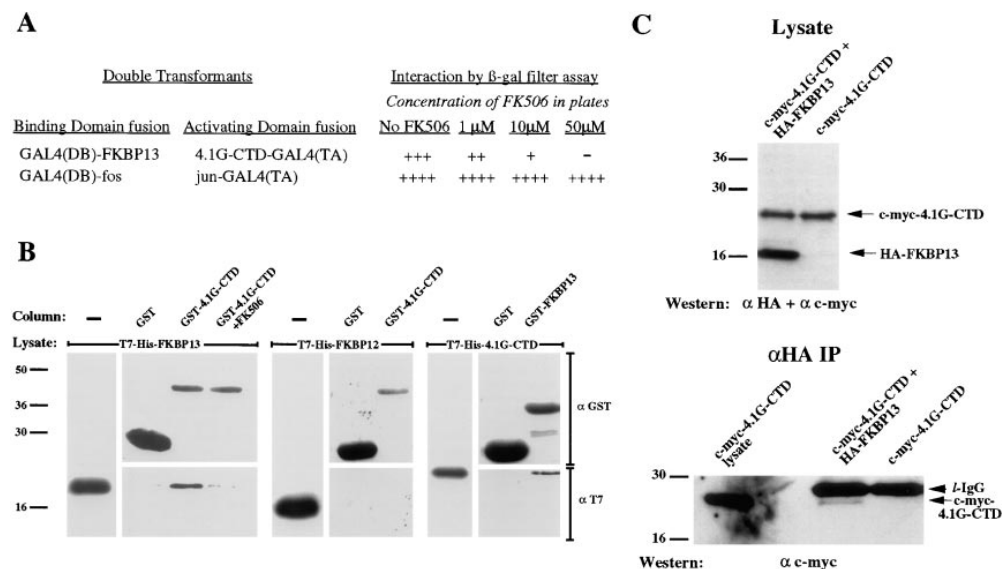 A
Double Transformants
Interaction by ß-gal filter assay
Concentration of FK506 in plates
Binding Domain fusion Activating Domain fusion No FK506 1 µM 10µM 50µM
GAL4(DB)-FKBP13 4.1G-CTD-GAL4(TA) +++ ++ + −
GAL4(DB)-fos jun-GAL4(TA) ++++ ++++ ++++ ++++
B
Column: − GST GST-4.1G-CTD GST-4.1G-CTD +FK506 − GST GST-4.1G-CTD − GST GST-FKBP13
Lysate: T7-His-FKBP13 T7-His-FKBP12 T7-His-4.1G-CTD
50
36
30
16
α GST
α T7
C
Lysate
c-myc-4.1G-CTD +
HA-FKBP13
c-myc-4.1G-CTD
36
30
16
c-myc-4.1G-CTD
HA-FKBP13
Western: α HA + α c-myc
αHA IP
c-myc-4.1G-CTD
lysate
c-myc-4.1G-CTD +
HA-FKBP13
c-myc-4.1G-CTD
30
16
l-IgG
c-myc-
4.1G-CTD
Western: α c-myc